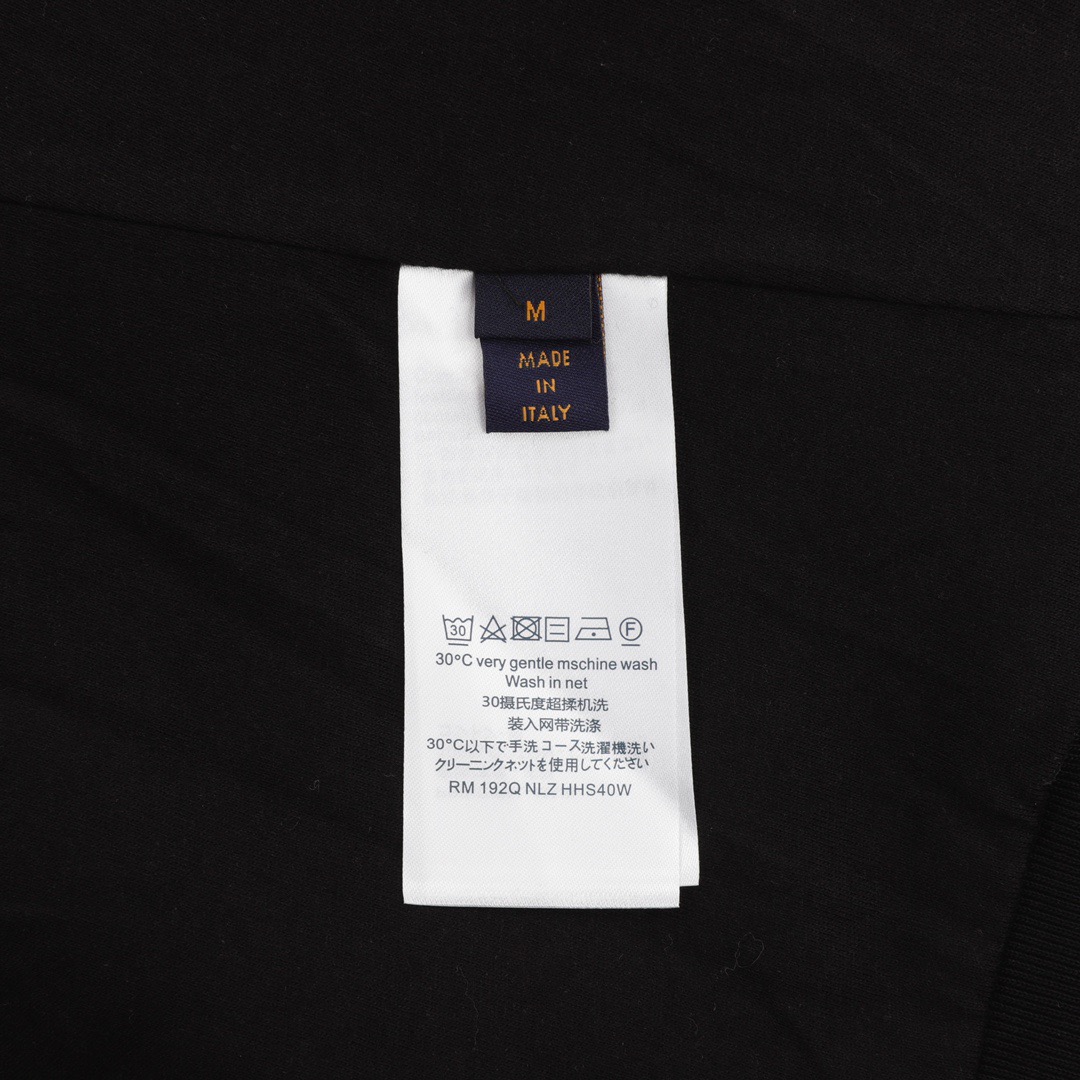 M
MADE
IN
ITALY
30
F
30°C very gentle mschine wash
Wash in net
30摄氏度超揉机洗
装入网带洗涤
30°C以下で手洗コース洗濯機洗い
クリーニンクネットを使用してください
RM 192Q NLZ HHS40W